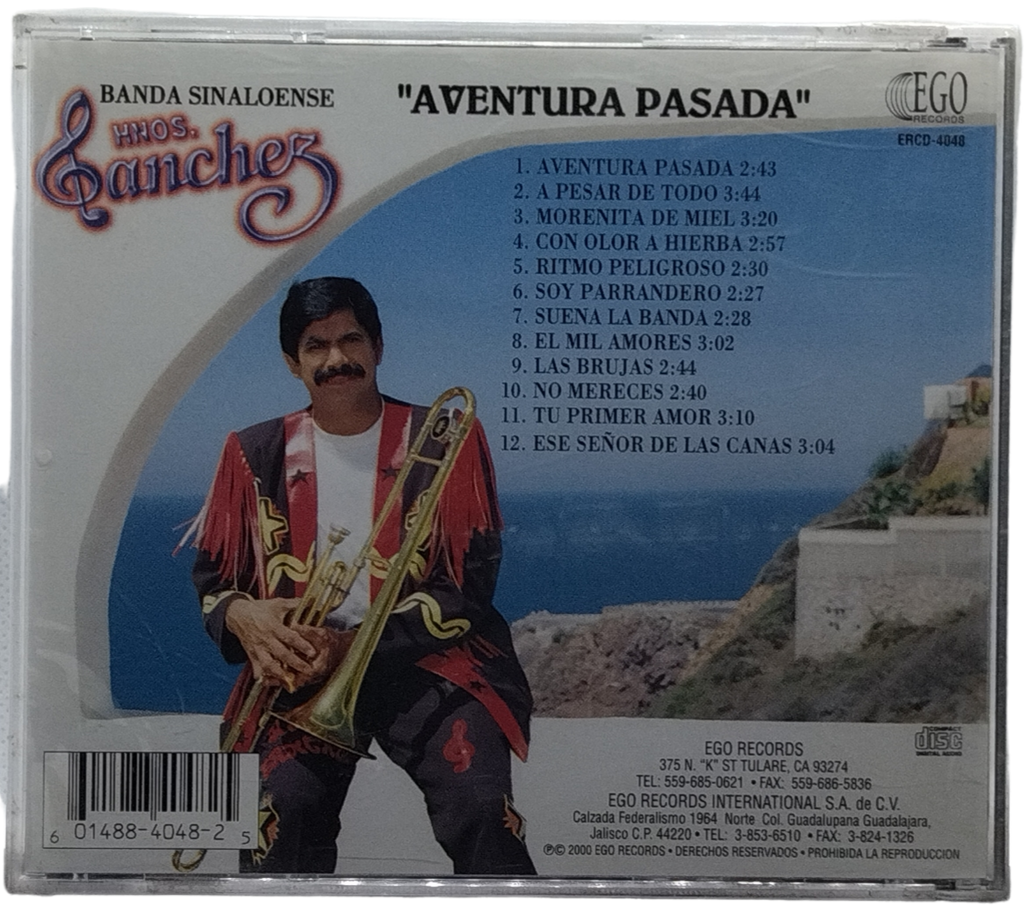 BANDA SINALOENSE
HNOS.
Sanchez
"AVENTURA PASADA"
EGO
RECORDS
ERCD-4048
1. AVENTURA PASADA 2:43
2. A PESAR DE TODO 3:44
3. MORENITA DE MIEL 3:20
4. CON OLOR A HIERBA 2:57
5. RITMO PELIGROSO 2:30
6. SOY PARRANDERO 2:27
7. SUENA LA BANDA 2:28
8. EL MIL AMORES 3:02
9. LAS BRUJAS 2:44
10. NO MERECES 2:40
11. TU PRIMER AMOR 3:10
12. ESE SEÑOR DE LAS CANAS 3:04
COMPACT
disc
DIGITAL AUDIO
EGO RECORDS
375 N. "K" ST TULARE, CA 93274
TEL: 559-685-0621 • FAX: 559-686-5836
EGO RECORDS INTERNATIONAL S.A. de C.V.
Calzada Federalismo 1964 Norte Col. Guadalupana Guadalajara,
Jalisco C.P. 44220 • TEL: 3-853-6510 • FAX: 3-824-1326
℗© 2000 EGO RECORDS • DERECHOS RESERVADOS • PROHIBIDA LA REPRODUCCION
6 01488-4048-2 5